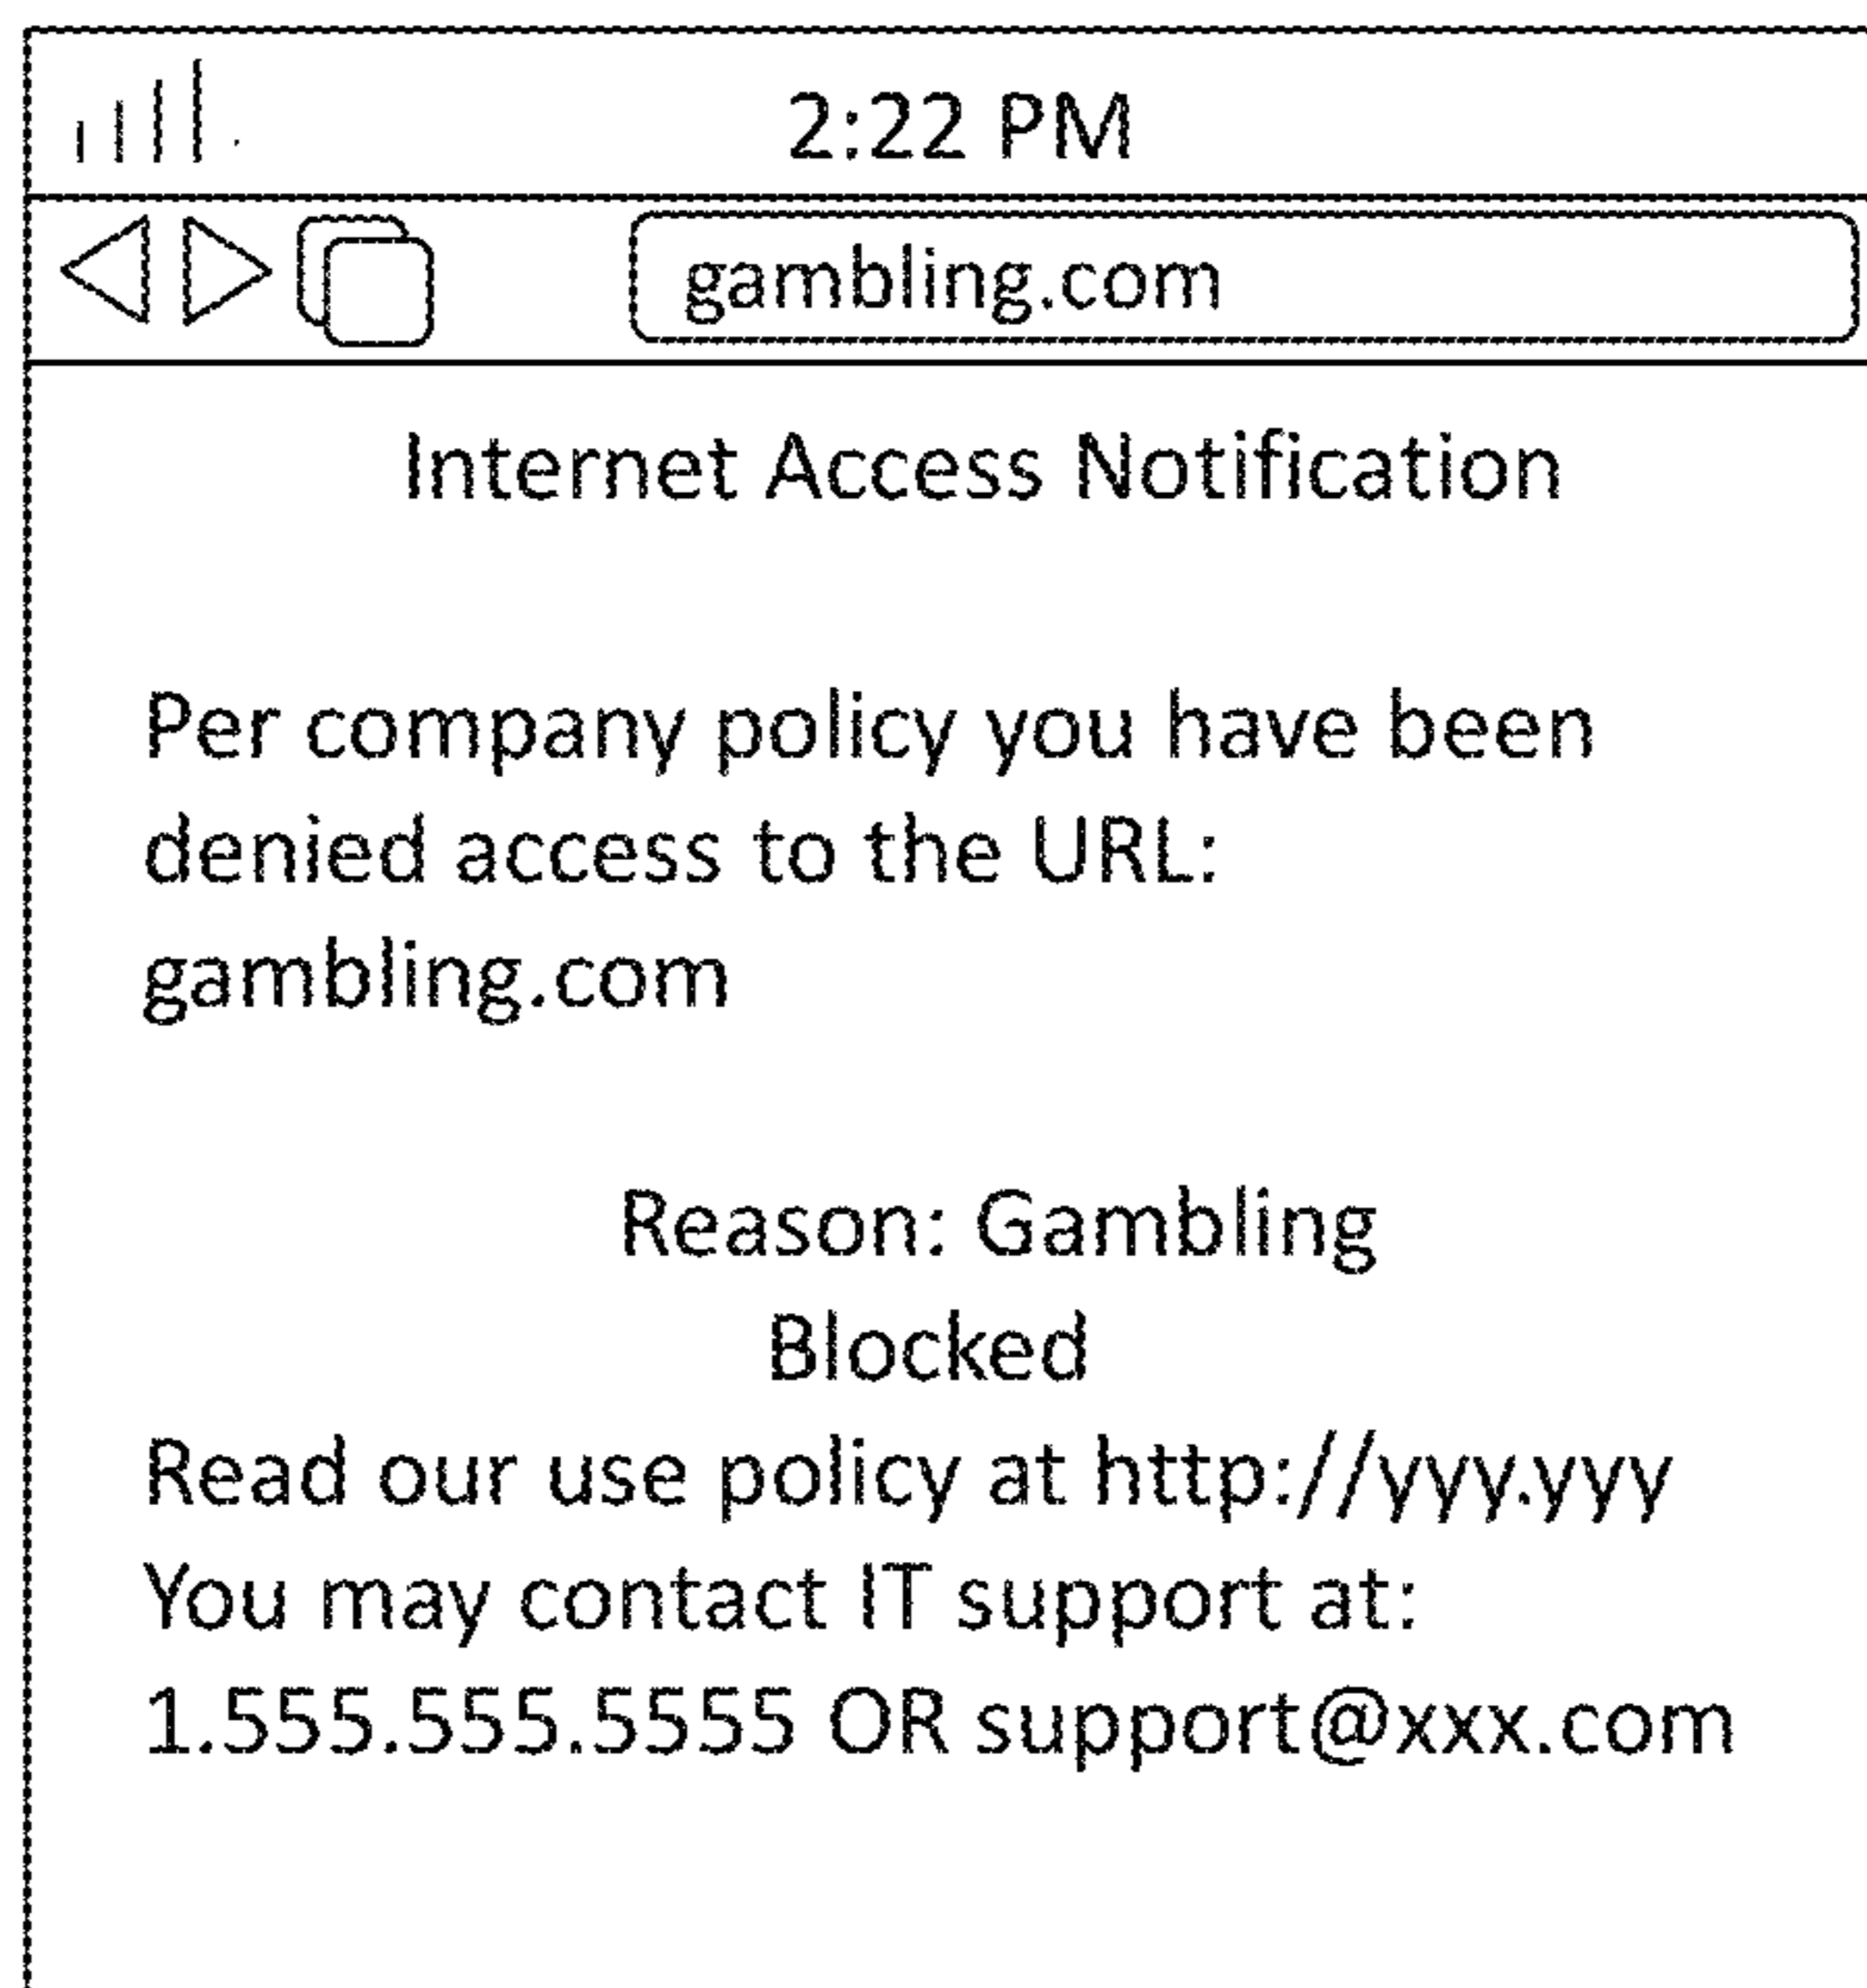 2:22 PM
gambling.com
Internet Access Notification
Per company policy you have been
denied access to the URL:
gambling.com
Reason: Gambling
Blocked
Read our use policy at http://yyy.yyy
You may contact IT support at:
1.555.555.5555 OR support@xxx.com